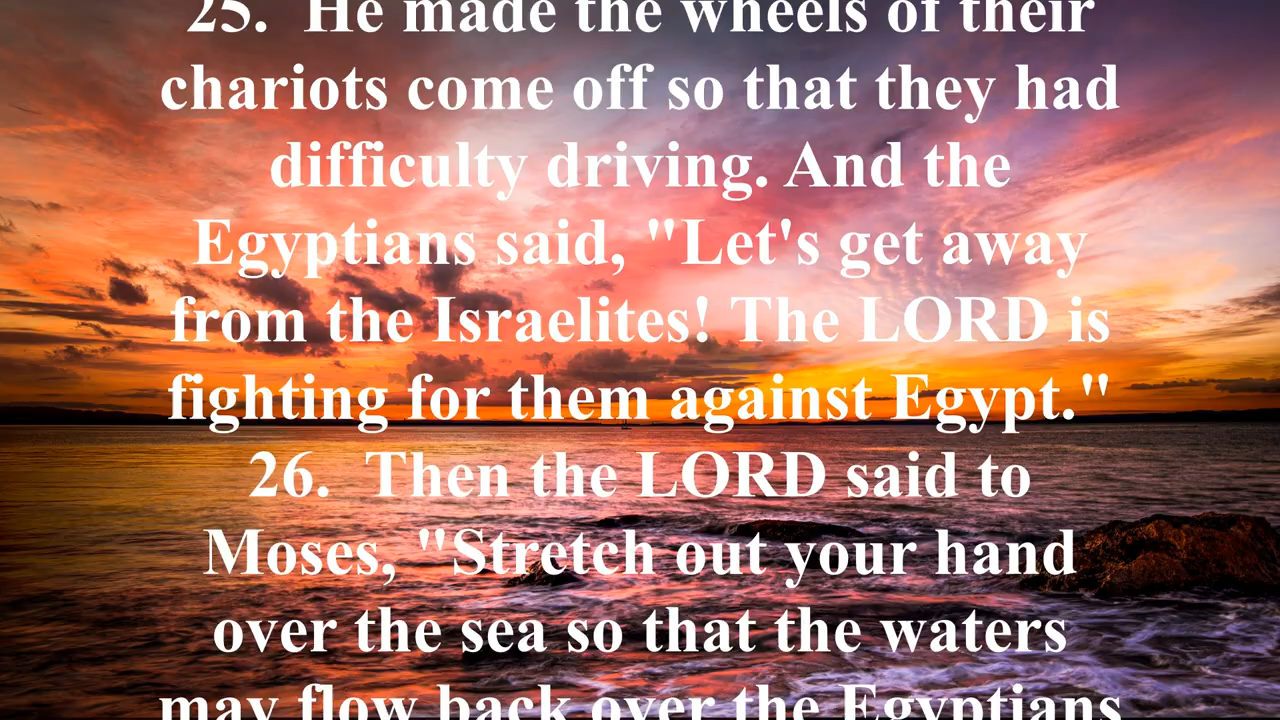 25.  He made the wheels of their
chariots come off so that they had
difficulty driving. And the
Egyptians said, "Let's get away
from the Israelites! The LORD is
fighting for them against Egypt."
26.  Then the LORD said to
Moses, "Stretch out your hand
over the sea so that the waters
may flow back over the Egyptians